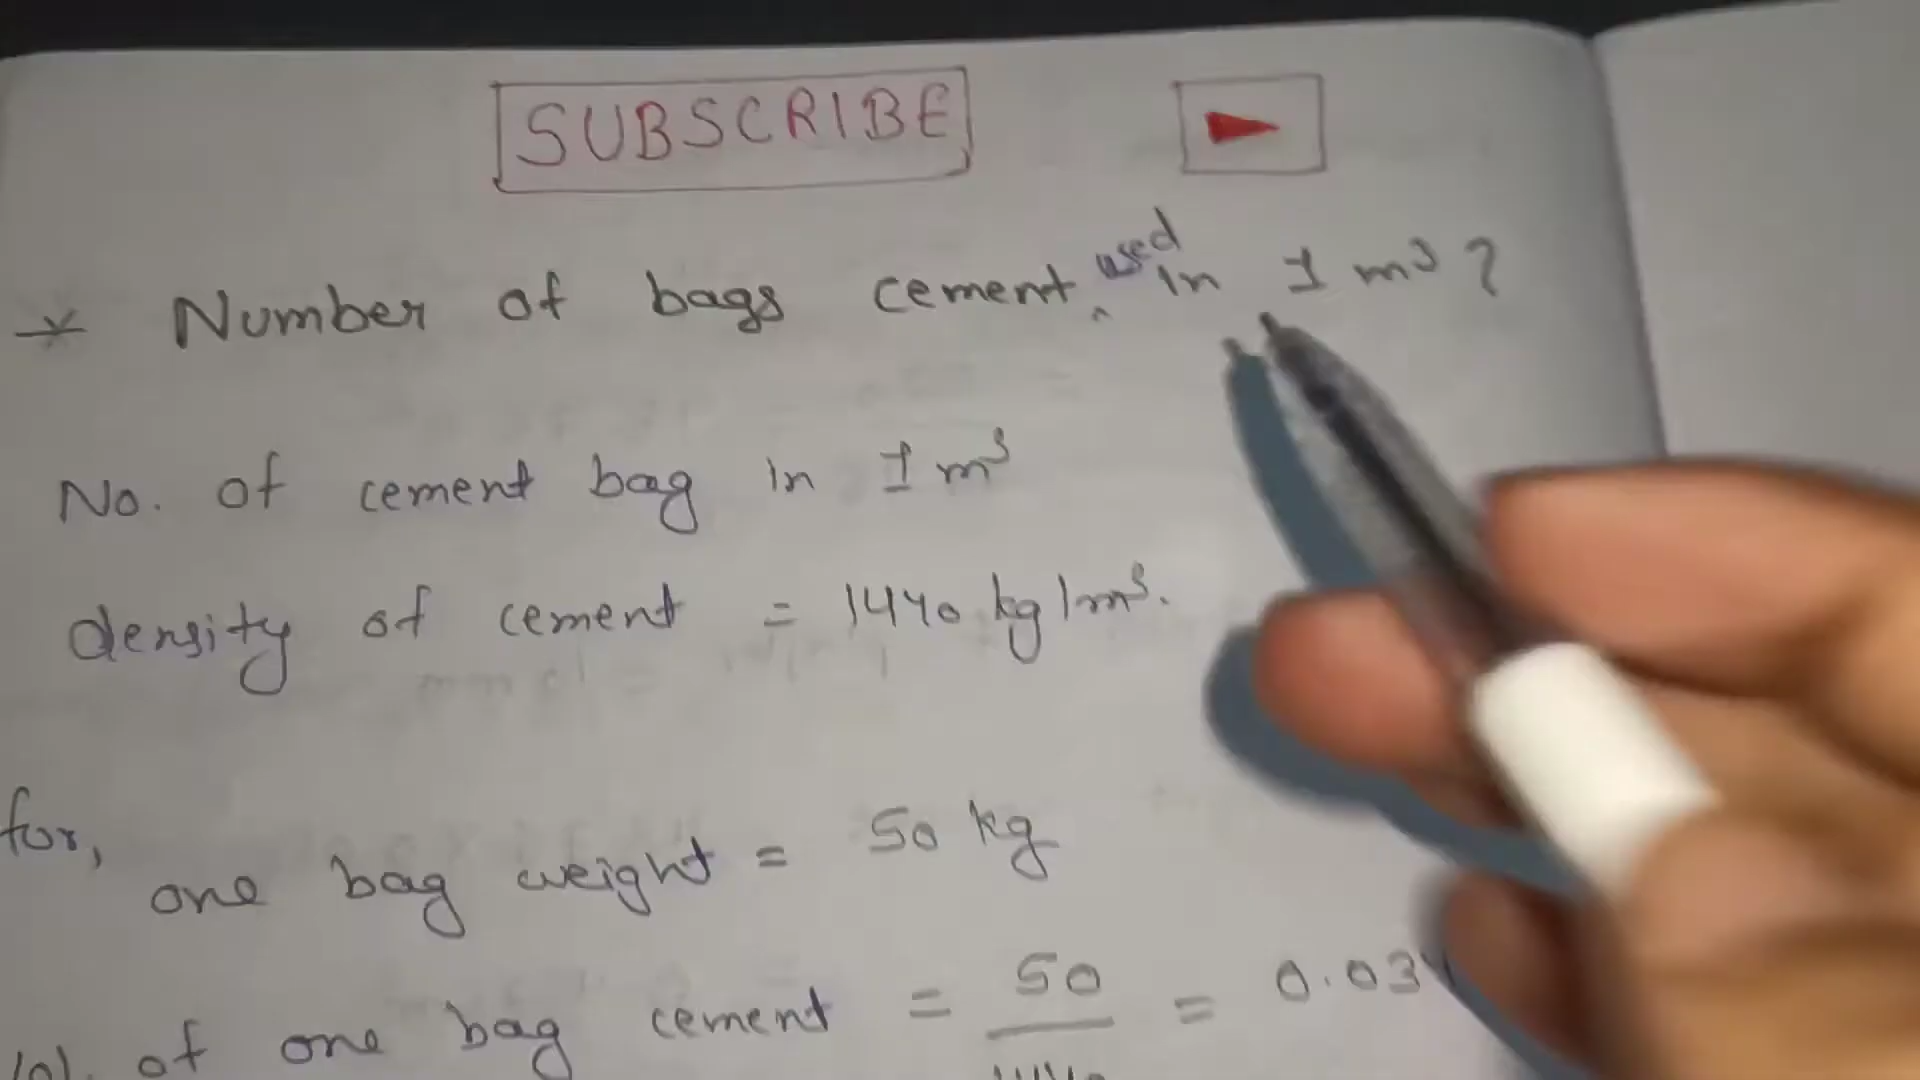 SUBSCRIBE
* Number of bags cement used in 1 m³ ?
No. of cement bag in 1 m³
density of cement = 1440 kg/m³.
for,
one bag weight = 50 kg
of one bag cement = 50 = 0.034